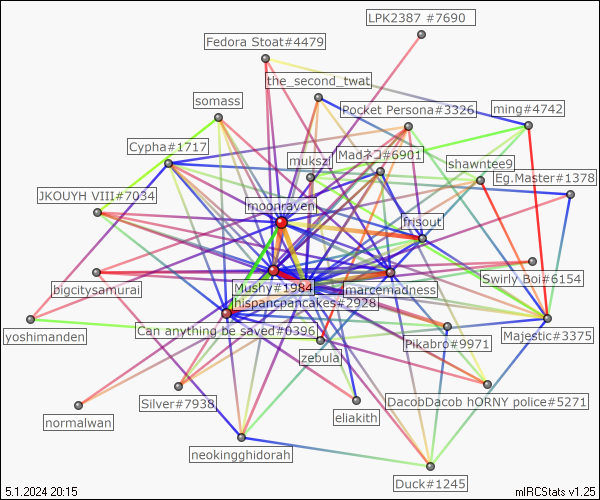 LPK2387 #7690
Fedora Stoat#4479
the_second_twat
somass
Pocket Persona#3326
ming#4742
Cypha#1717
mukszi
Madネコ#6901
shawntee9
Eg.Master#1378
JKOUYH VIII#7034
moonraven
frisout
Mushy#1984
marcemadness
Swirly Boi#6154
bigcitysamurai
hispancpancakes#2928
Can anything be saved#0396
yoshimanden
zebula
Pikabro#9971
Majestic#3375
Silver#7938
DacobDacob hORNY police#5271
normalwan
eliakith
neokingghidorah
Duck#1245
5.1.2024 20:15
mIRCStats v1.25